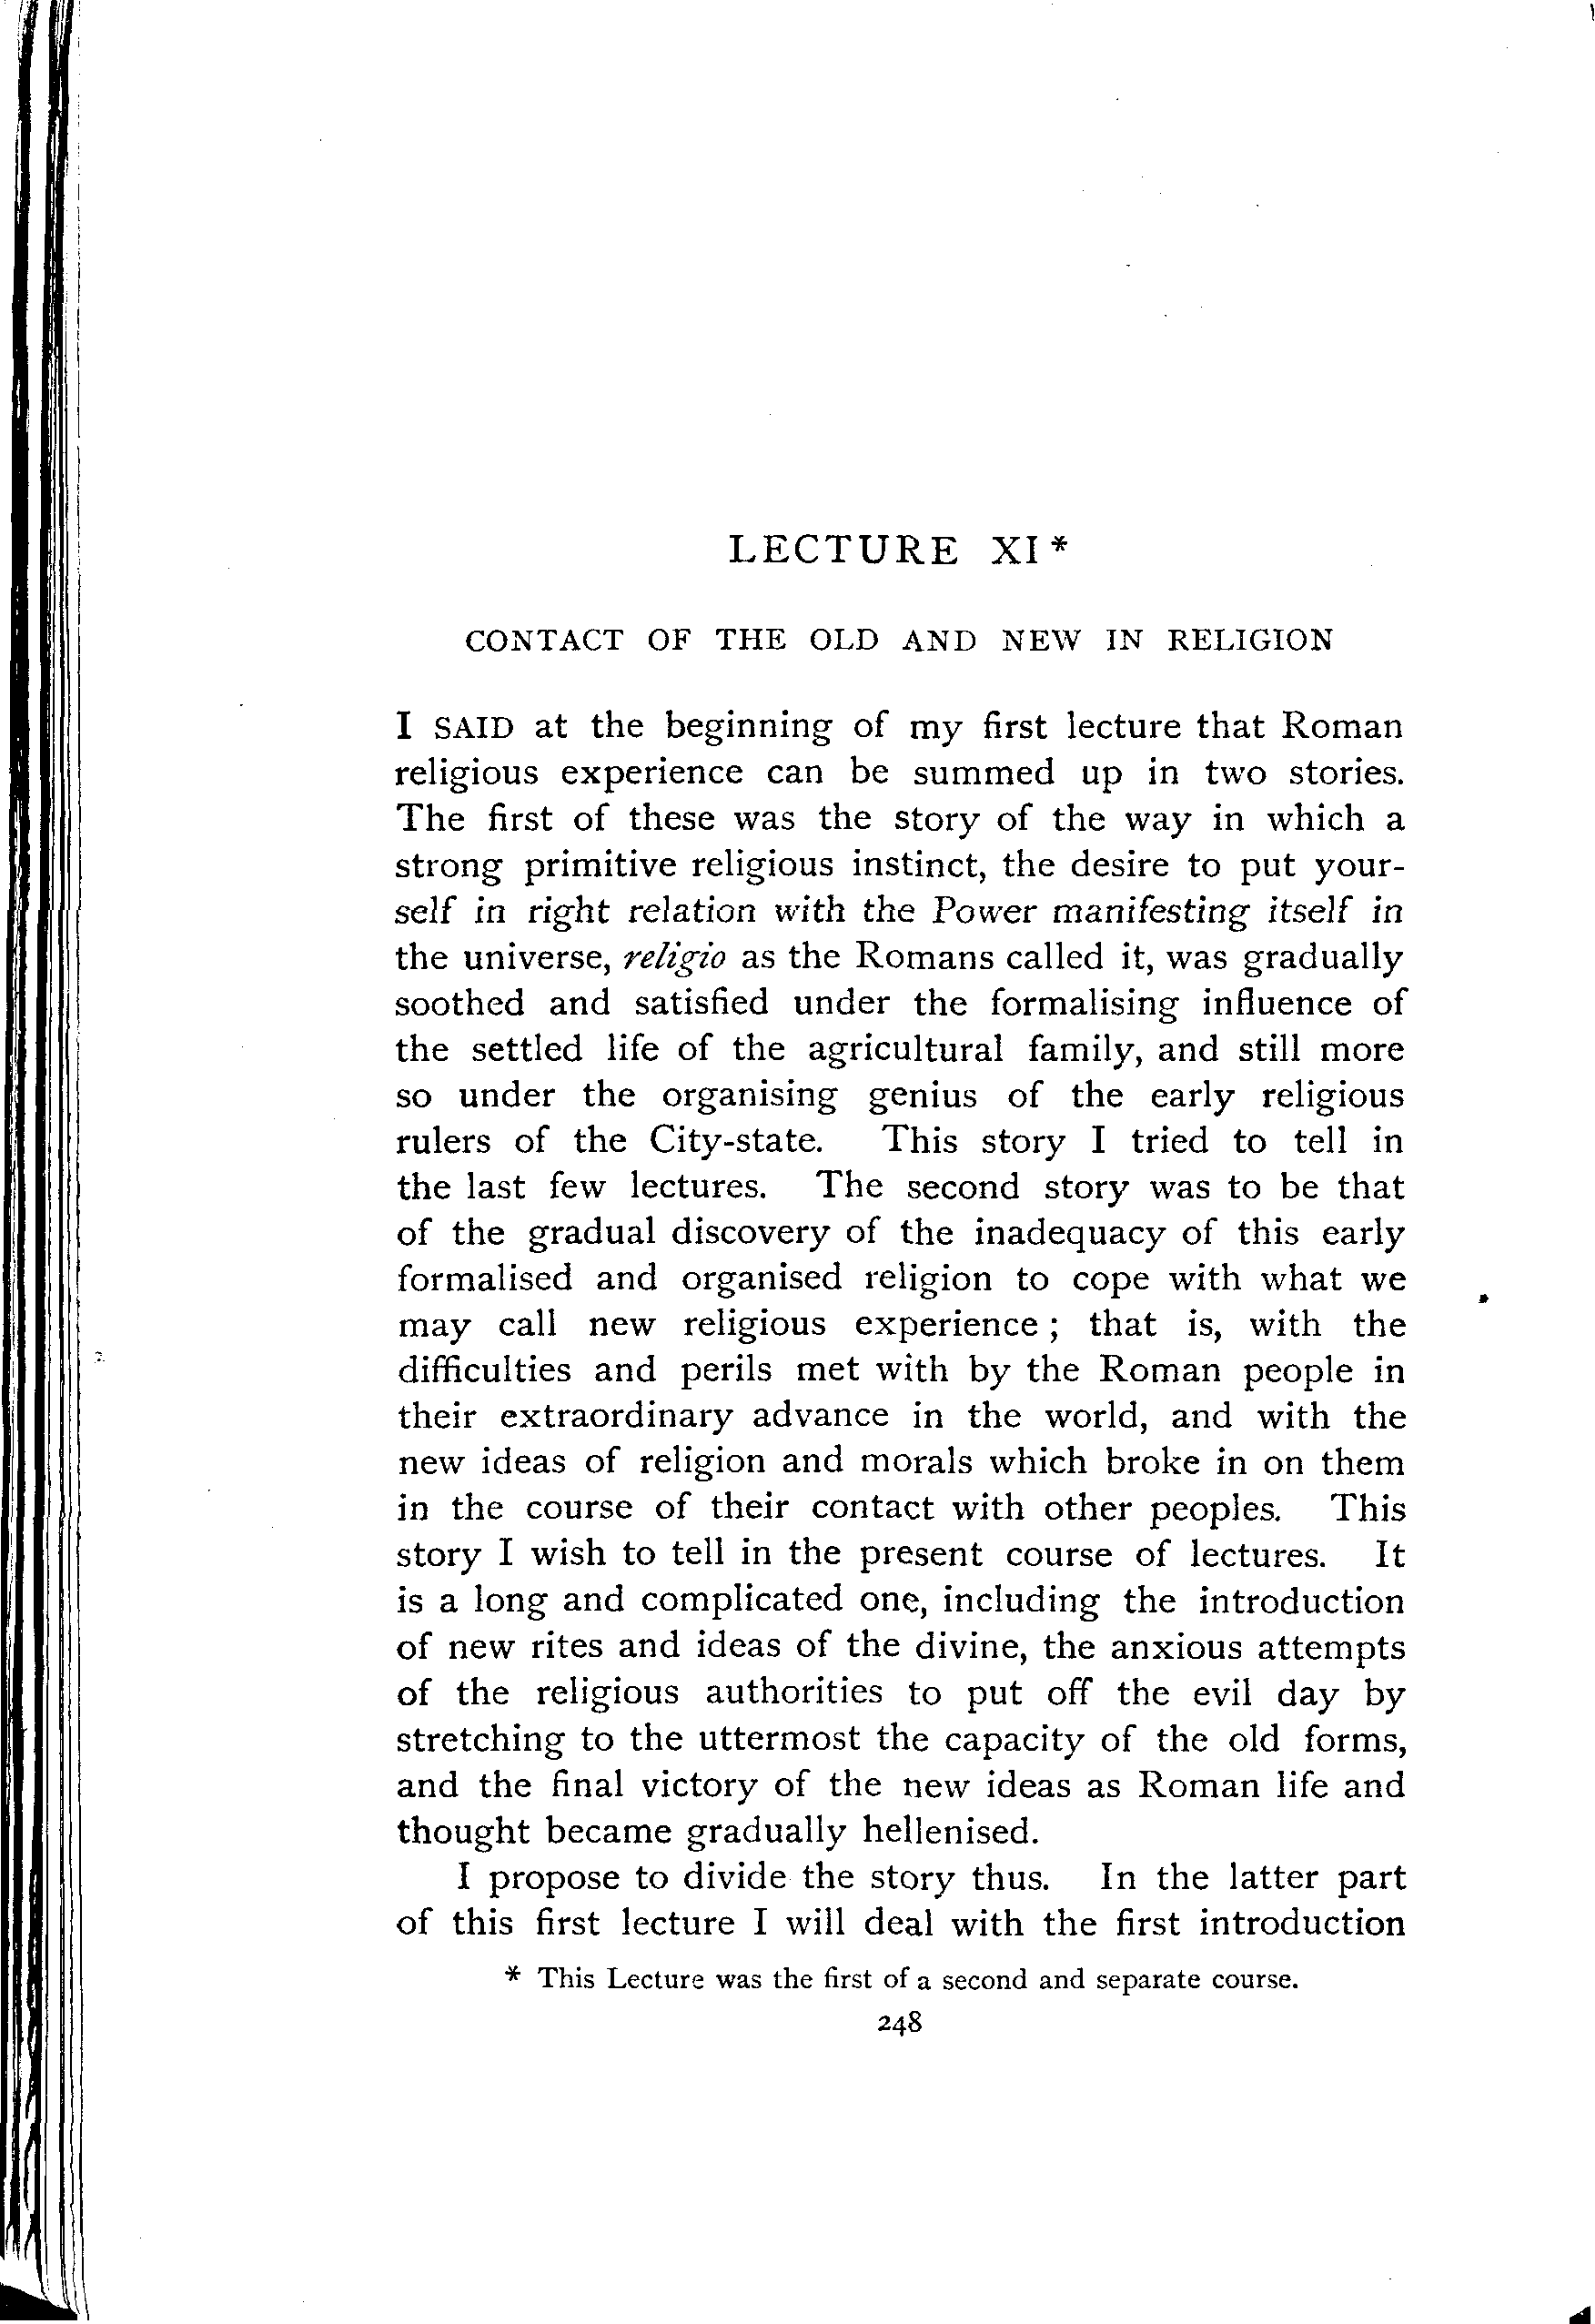 LECTURE XI *
CONTACT OF THE OLD AND NEW IN RELIGION
I SAID at the beginning of my first lecture that Roman
religious experience can be summed up in two stories.
The first of these was the story of the way in which a
strong primitive religious instinct, the desire to put your-
self in right relation with the Power manifesting itself in
the universe, religio as the Romans called it, was gradually
soothed and satisfied under the formalising influence of
the settled life of the agricultural family, and still more
so under the organising genius of the early religious
rulers of the City-state. This story I tried to tell in
the last few lectures. The second story was to be that
of the gradual discovery of the inadequacy of this early
formalised and organised religion to cope with what we
may call new religious experience ; that is, with the
difficulties and perils met with by the Roman people in
their extraordinary advance in the world, and with the
new ideas of religion and morals which broke in on them
in the course of their contact with other peoples. This
story I wish to tell in the present course of lectures. It
is a long and complicated one, including the introduction
of new rites and ideas of the divine, the anxious attempts
of the religious authorities to put off the evil day by
stretching to the uttermost the capacity of the old forms,
and the final victory of the new ideas as Roman life and
thought became gradually hellenised.
I propose to divide the story thus. In the latter part
of this first lecture I will deal with the first introduction
* This Lecture was the first of a second and separate course.
248